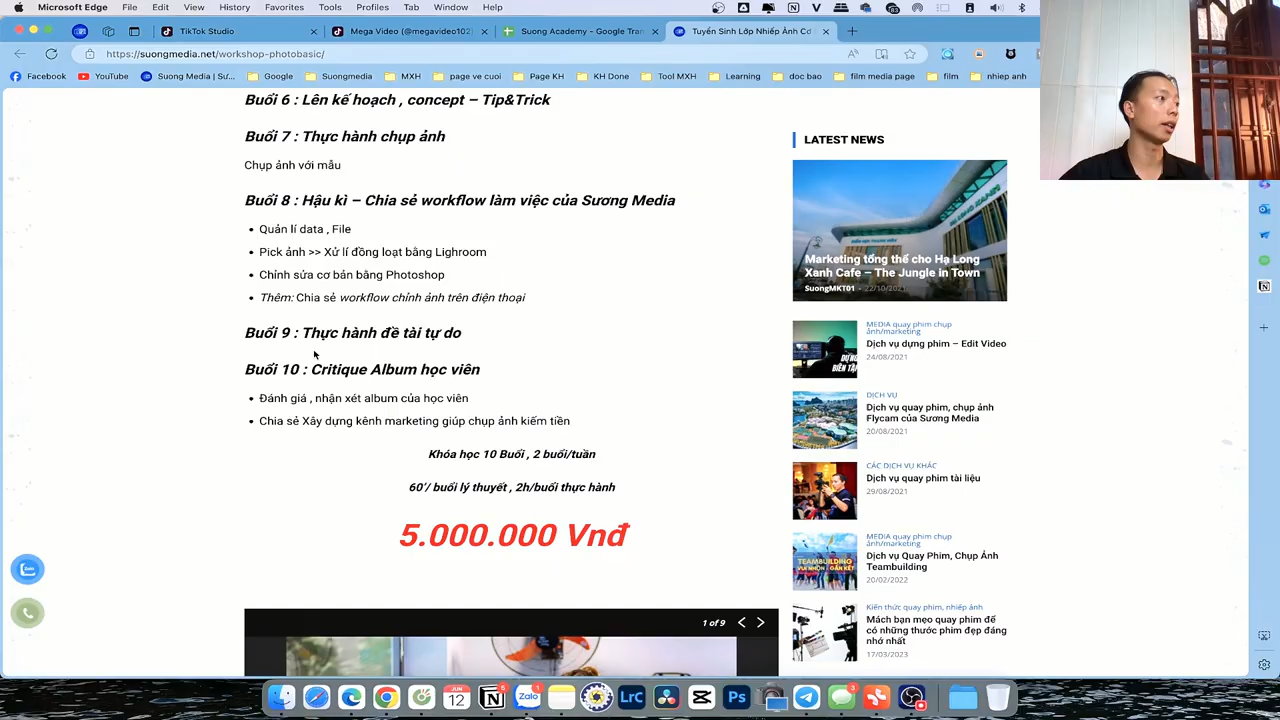 Microsoft Edge File Edit View History Favorites Tools Profiles Tab Window Help
TikTok Studio
Mega Video (@megavideo102
Suong Academy - Google Tran
Tuyển Sinh Lớp Nhiếp Ảnh Cơ
https://suongmedia.net/workshop-photobasic/
Facebook YouTube Suong Media | Sư... Google Suongmedia MXH page ve cuoi Page KH KH Done Tool MXH Learning doc bao film media page film nhiep anh
Buổi 6 : Lên kế hoạch , concept – Tip&Trick
Buổi 7 : Thực hành chụp ảnh
Chụp ảnh với mẫu
Buổi 8 : Hậu kì – Chia sẻ workflow làm việc của Sương Media
• Quản lí data , File
• Pick ảnh >> Xử lí đồng loạt bằng Lighroom
• Chỉnh sửa cơ bản bằng Photoshop
• Thêm: Chia sẻ workflow chỉnh ảnh trên điện thoại
Buổi 9 : Thực hành đề tài tự do
Buổi 10 : Critique Album học viên
• Đánh giá , nhận xét album của học viên
• Chia sẻ Xây dựng kênh marketing giúp chụp ảnh kiếm tiền
Khóa học 10 Buổi , 2 buổi/tuần
60'/ buổi lý thuyết , 2h/buổi thực hành
5.000.000 Vnđ
1 of 9
LATEST NEWS
Marketing tổng thể cho Hạ Long
Xanh Cafe – The Jungle in Town
SuongMKT01 - 22/10/2021
MEDIA quay phim chụp
ảnh/marketing
Dịch vụ dựng phim – Edit Video
24/08/2021
DỊCH VỤ
Dịch vụ quay phim, chụp ảnh
Flycam của Sương Media
20/08/2021
CÁC DỊCH VỤ KHÁC
Dịch vụ quay phim tài liệu
29/08/2021
MEDIA quay phim chụp
ảnh/marketing
Dịch vụ Quay Phim, Chụp Ảnh
Teambuilding
20/02/2022
TEAMBUILDING
VUI NHỘN - GẮN KẾT
Kiến thức quay phim, nhiếp ảnh
Mách bạn mẹo quay phim để
có những thước phim đẹp đáng
nhớ nhất
17/03/2023
Zalo
JUN
12
Zalo
1
LrC
Ps
3